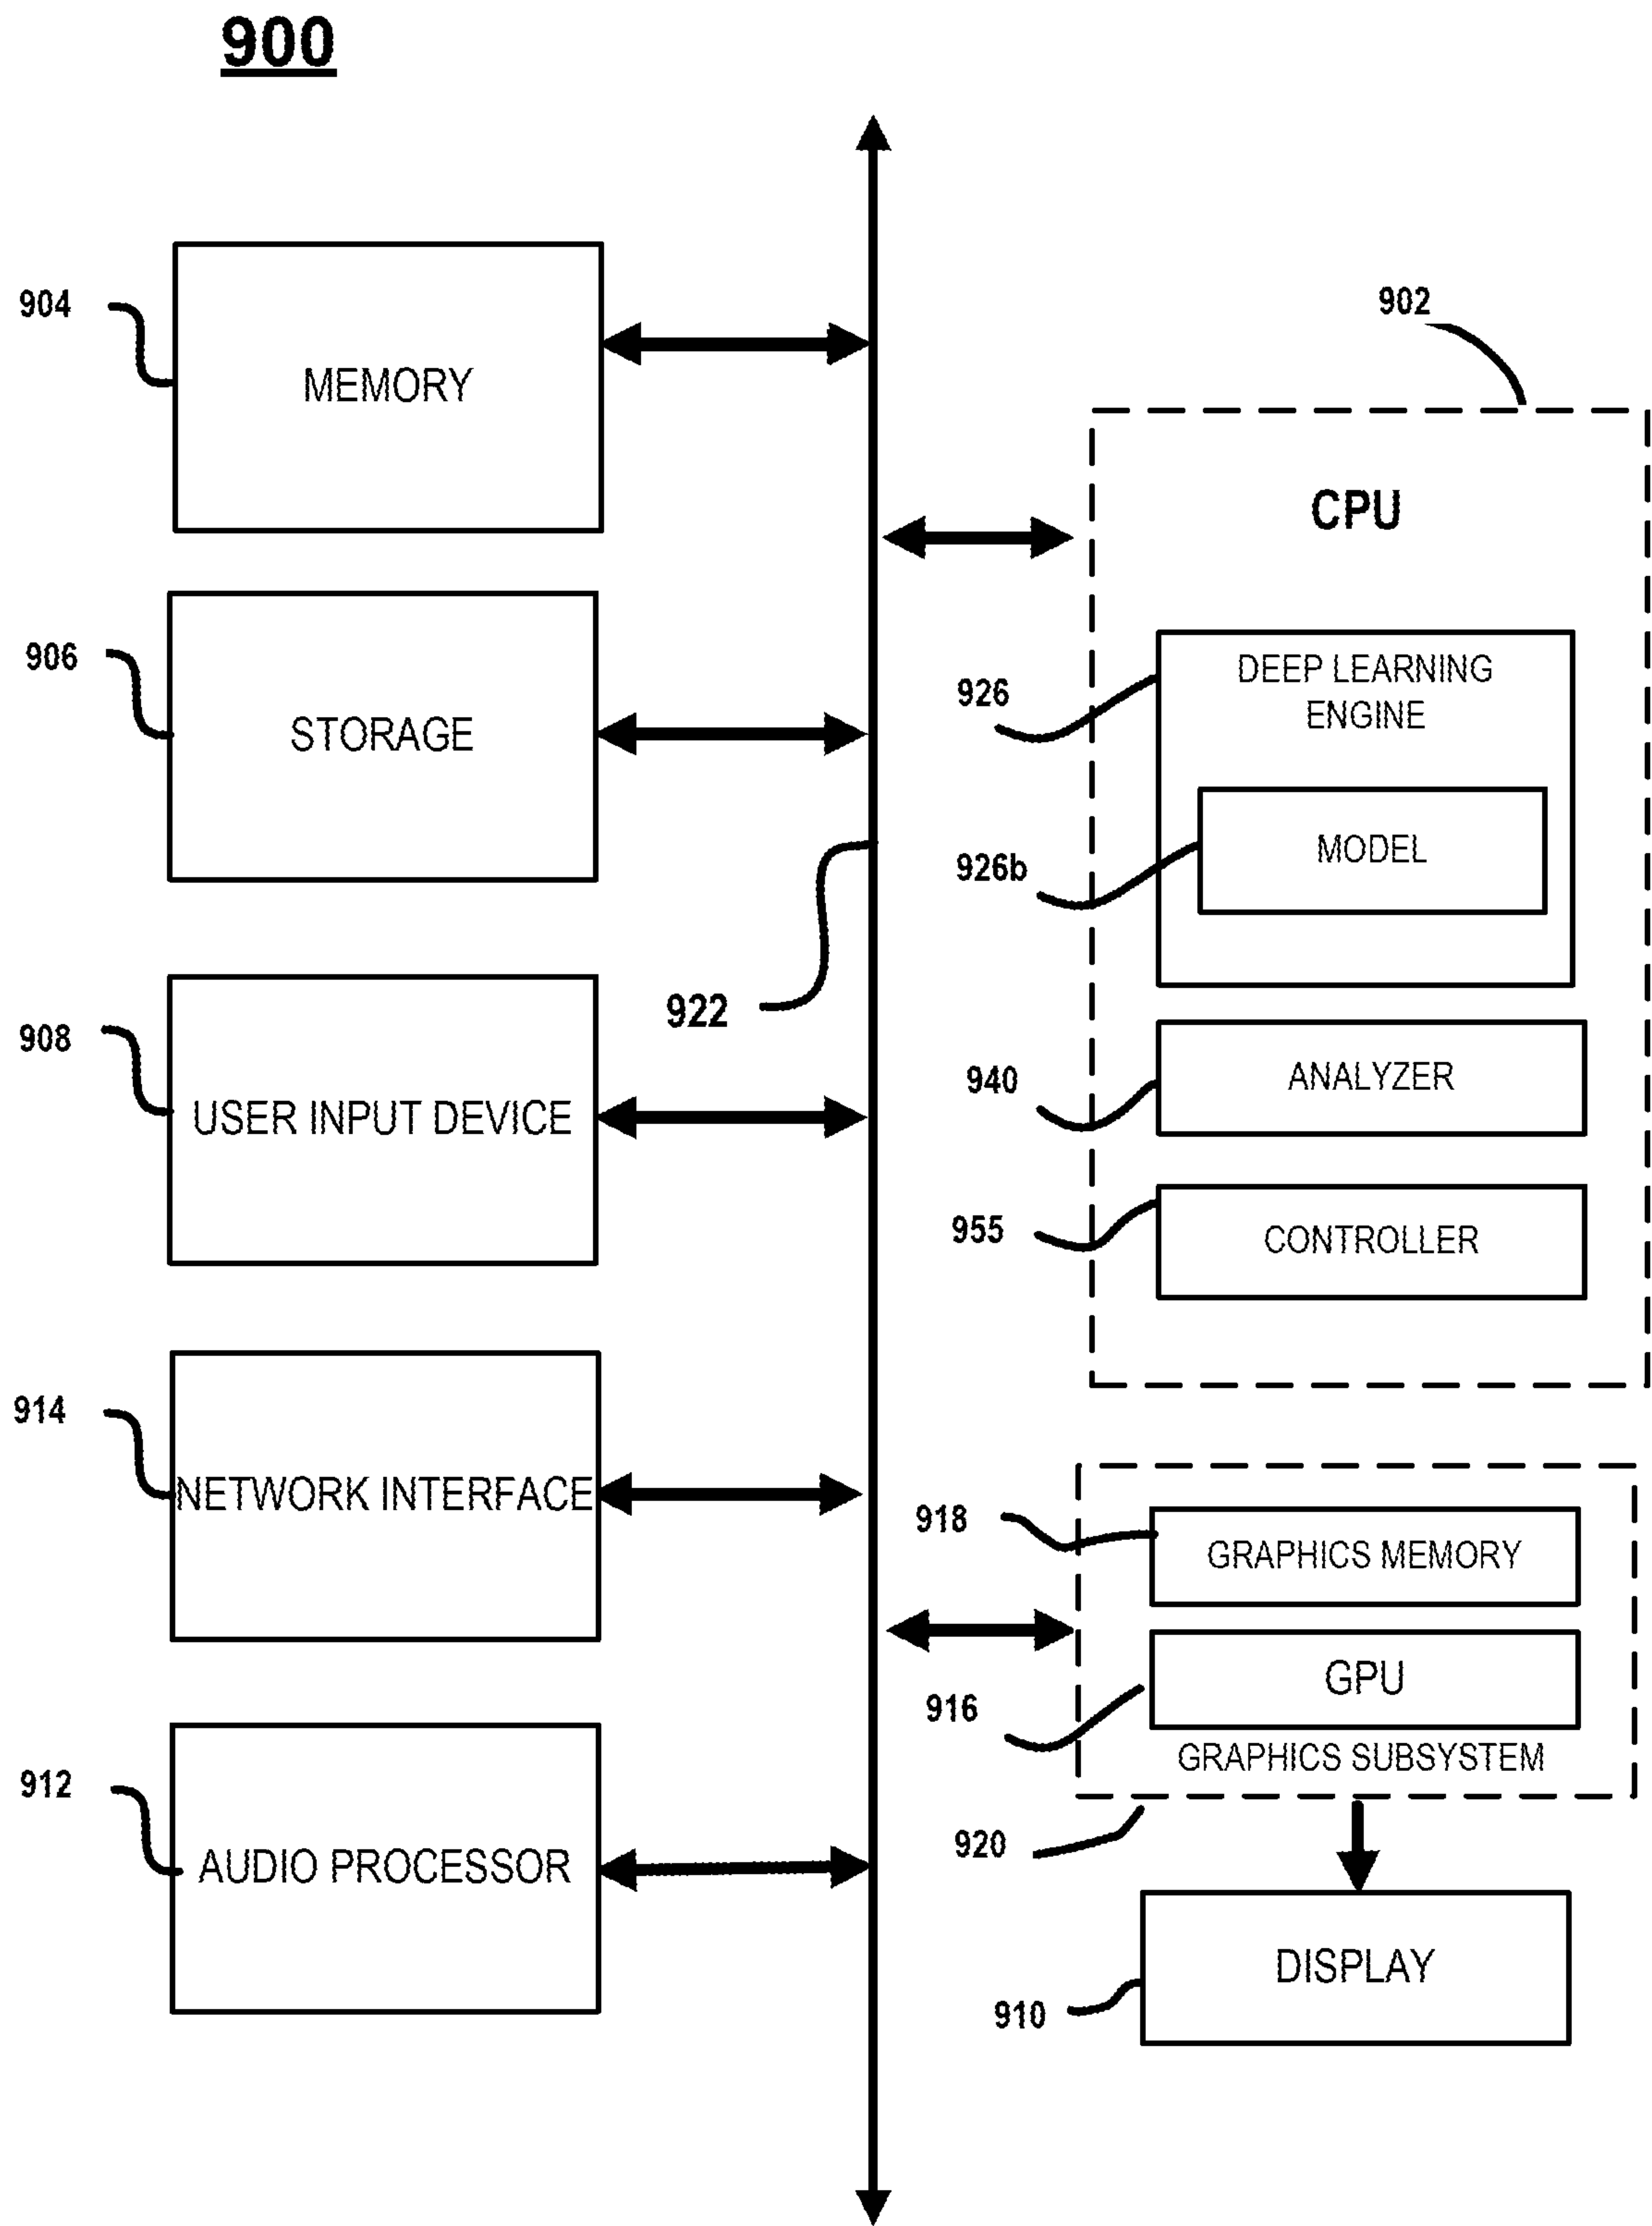 900
904
MEMORY
906
STORAGE
908
USER INPUT DEVICE
914
NETWORK INTERFACE
912
AUDIO PROCESSOR
922
902
CPU
926
DEEP LEARNING
ENGINE
926b
MODEL
940
ANALYZER
955
CONTROLLER
918
GRAPHICS MEMORY
916
GPU
GRAPHICS SUBSYSTEM
920
910
DISPLAY